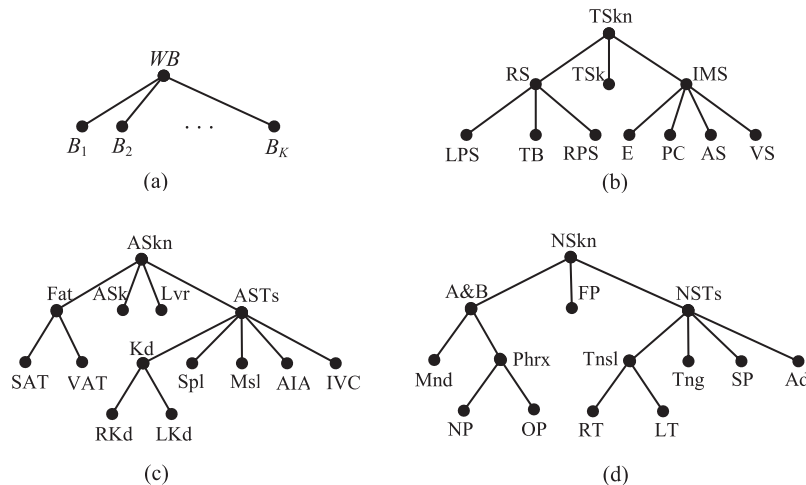 WB
B1 B2 ... BK
(a)
TSkn
RS TSk IMS
LPS TB RPS E PC AS VS
(b)
ASkn
Fat ASk Lvr ASTs
SAT VAT Kd Spl Msl AIA IVC
RKd LKd
(c)
NSkn
A&B FP NSTs
Mnd Phrx Tnsl Tng SP Ad
NP OP RT LT
(d)